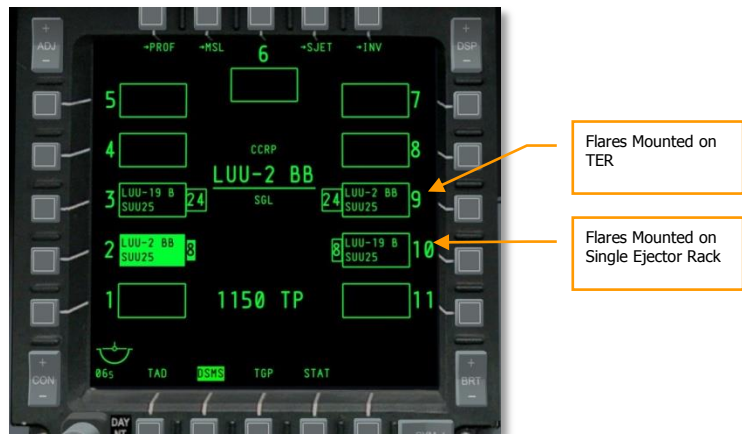 +
ADJ
-
→PROF →MSL →SJET →INV
+
DSP
-
6
5 7
4 8
CCRP
LUU-2 BB
SGL
3 LUU-19 B
SUU25 24
24 LUU-2 BB
SUU25 9
2 LUU-2 BB
SUU25 8
8 LUU-19 B
SUU25 10
1 1150 TP 11
065 TAD DSMS TGP STAT
+
CON
-
+
BRT
-
DAY
Flares Mounted on
TER
Flares Mounted on
Single Ejector Rack